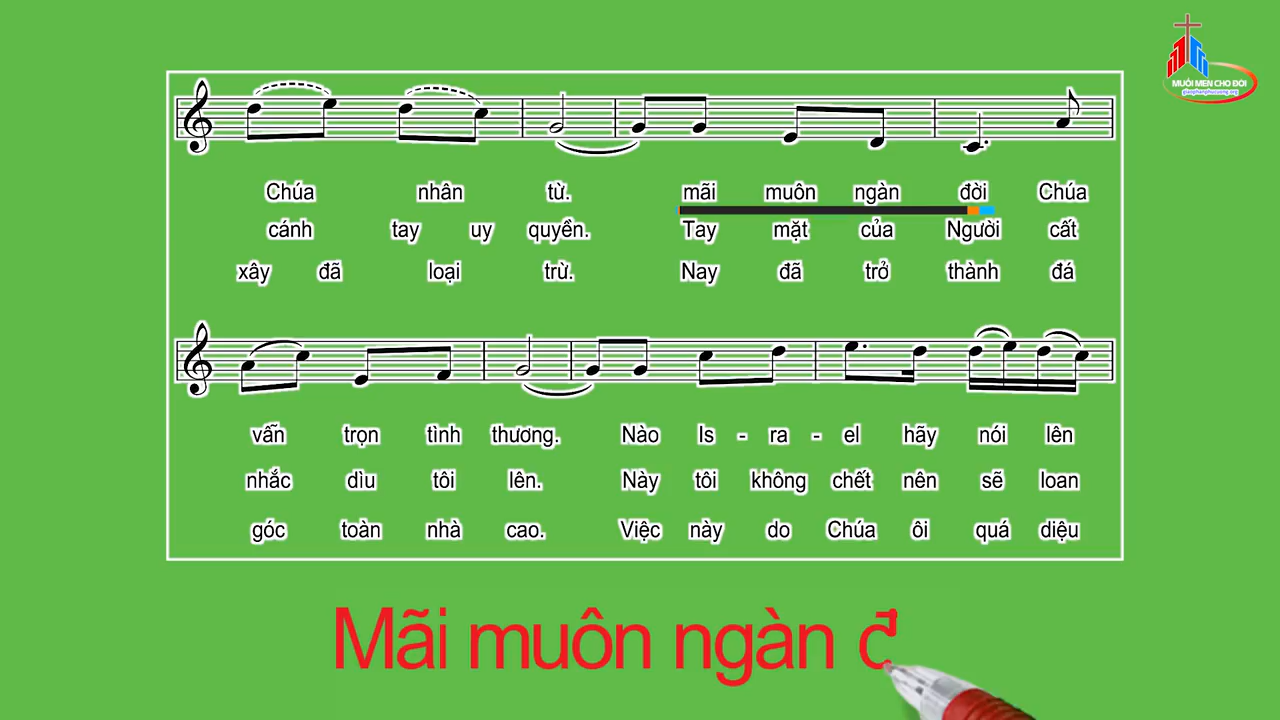 MUỐI MEN CHO ĐỜI
giaophanphucuong.org
Chúa nhân từ. mãi muôn ngàn đời Chúa
cánh tay uy quyền. Tay mặt của Người cất
xây đã loại trừ. Nay đã trở thành đá
vẫn trọn tình thương. Nào Is - ra - el hãy nói lên
nhắc dìu tôi lên. Này tôi không chết nên sẽ loan
góc toàn nhà cao. Việc này do Chúa ôi quá diệu
Mãi muôn ngàn đ